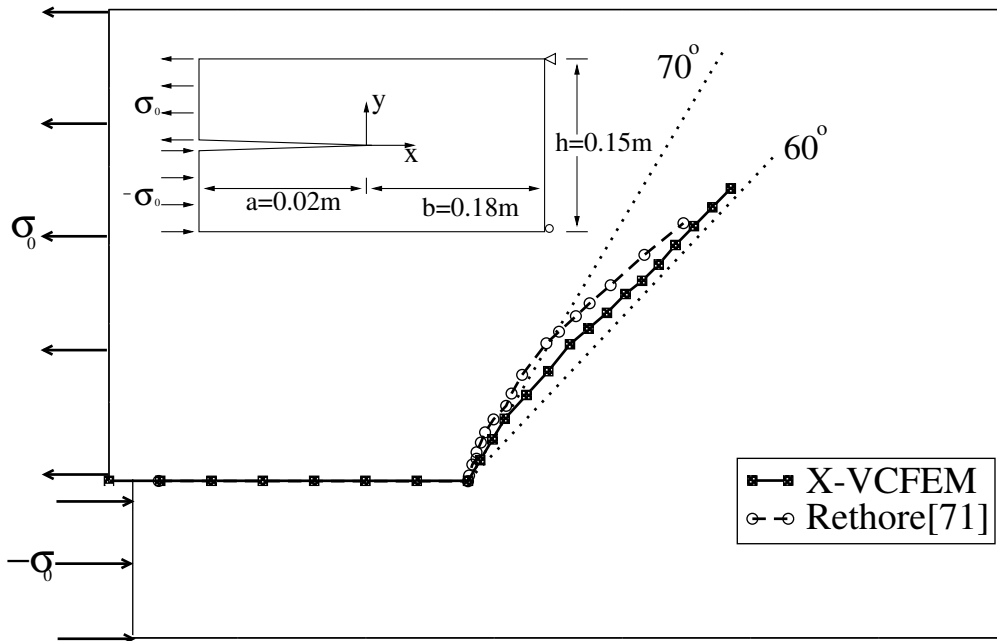 70°
σ₀
y
x
h=0.15m
60°
-σ₀
a=0.02m
b=0.18m
σ₀
X-VCFEM
Rethore[71]
-σ₀